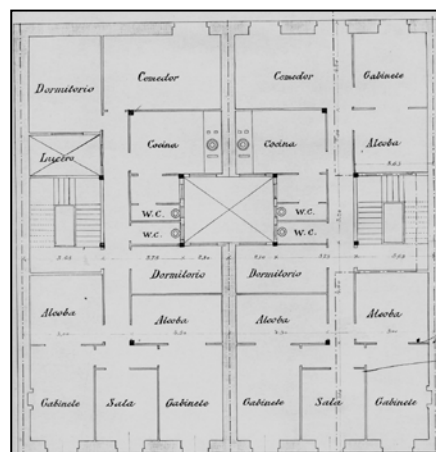 Comedor Comedor Gabinete
Dormitorio
Cocina Cocina Alcoba
Lucero
W.C. W.C.
W.C. W.C.
Dormitorio Dormitorio
Alcoba Alcoba Alcoba Alcoba
Gabinete Sala Gabinete Gabinete Sala Gabinete